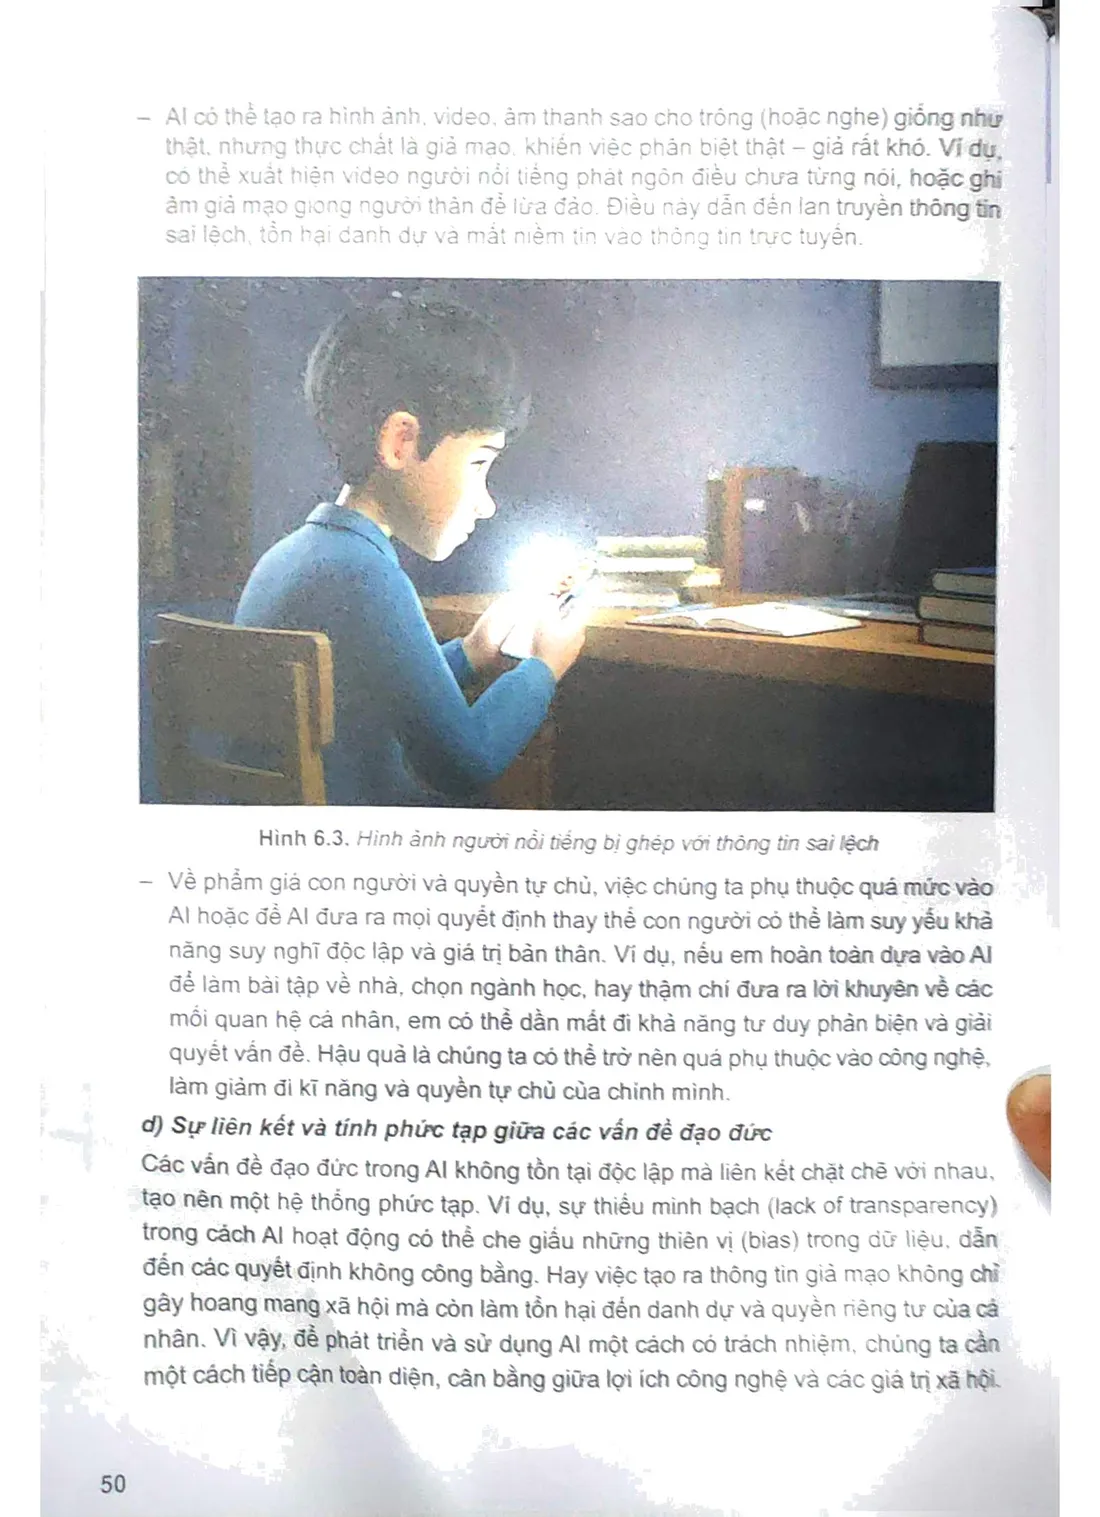 – AI có thể tạo ra hình ảnh, video, âm thanh sao cho trông (hoặc nghe) giống như
thật, nhưng thực chất là giả mạo, khiến việc phân biệt thật – giả rất khó. Ví dụ,
có thể xuất hiện video người nổi tiếng phát ngôn điều chưa từng nói, hoặc ghi
âm giả mạo giọng người thân để lừa đảo. Điều này dẫn đến lan truyền thông tin
sai lệch, tổn hại danh dự và mất niềm tin vào thông tin trực tuyến.
Hình 6.3. Hình ảnh người nổi tiếng bị ghép với thông tin sai lệch
– Về phẩm giá con người và quyền tự chủ, việc chúng ta phụ thuộc quá mức vào
AI hoặc để AI đưa ra mọi quyết định thay thế con người có thể làm suy yếu khả
năng suy nghĩ độc lập và giá trị bản thân. Ví dụ, nếu em hoàn toàn dựa vào AI
để làm bài tập về nhà, chọn ngành học, hay thậm chí đưa ra lời khuyên về các
mối quan hệ cá nhân, em có thể dần mất đi khả năng tư duy phản biện và giải
quyết vấn đề. Hậu quả là chúng ta có thể trở nên quá phụ thuộc vào công nghệ,
làm giảm đi kĩ năng và quyền tự chủ của chính mình.
d) Sự liên kết và tính phức tạp giữa các vấn đề đạo đức
Các vấn đề đạo đức trong AI không tồn tại độc lập mà liên kết chặt chẽ với nhau,
tạo nên một hệ thống phức tạp. Ví dụ, sự thiếu minh bạch (lack of transparency)
trong cách AI hoạt động có thể che giấu những thiên vị (bias) trong dữ liệu, dẫn
đến các quyết định không công bằng. Hay việc tạo ra thông tin giả mạo không chỉ
gây hoang mang xã hội mà còn làm tổn hại đến danh dự và quyền riêng tư của cá
nhân. Vì vậy, để phát triển và sử dụng AI một cách có trách nhiệm, chúng ta cần
một cách tiếp cận toàn diện, cân bằng giữa lợi ích công nghệ và các giá trị xã hội.
50